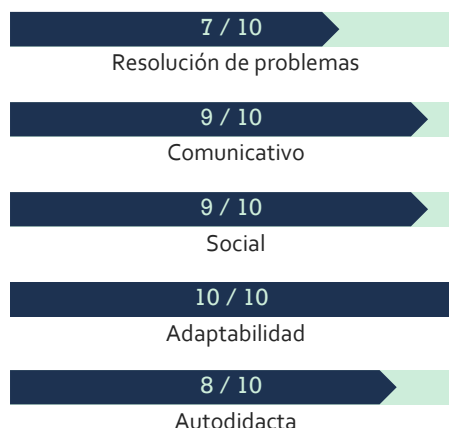 7 / 10
Resolución de problemas
9 / 10
Comunicativo
9 / 10
Social
10 / 10
Adaptabilidad
8 / 10
Autodidacta